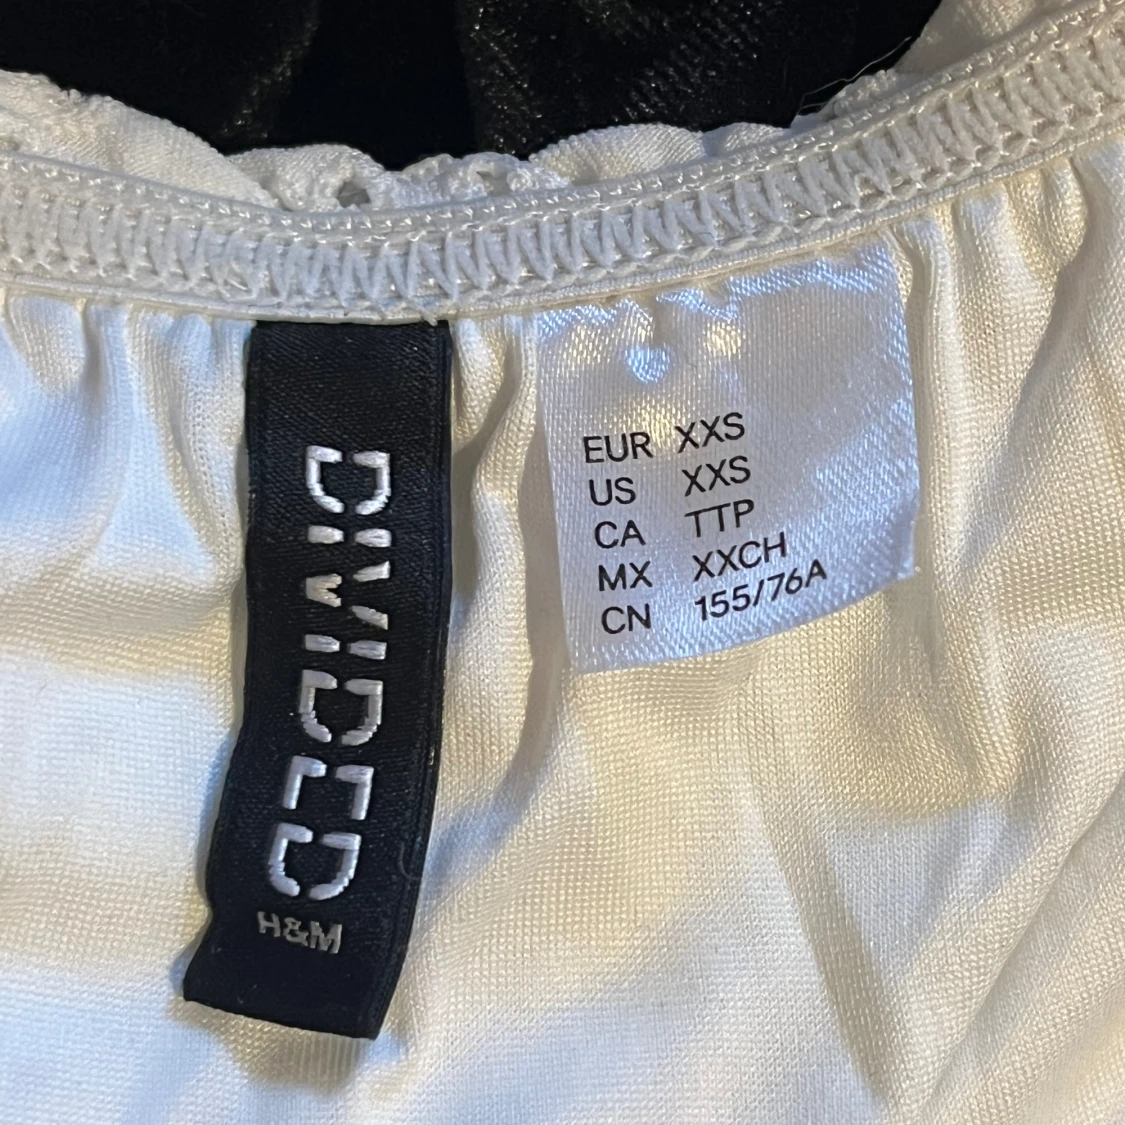 DIVIDED
H&M
EUR XXS
US XXS
CA TTP
MX XXCH
CN 155/76A